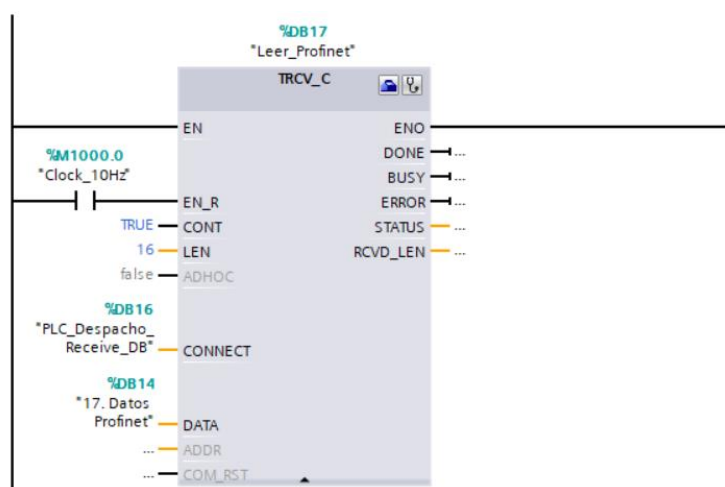 %DB17
"Leer_Profinet"
TRCV_C
EN ENO
DONE ...
%M1000.0
"Clock_10Hz"
BUSY ...
EN_R ERROR ...
TRUE CONT STATUS ...
16 LEN RCVD_LEN ...
false ADHOC
%DB16
"PLC_Despacho_
Receive_DB" CONNECT
%DB14
"17. Datos
Profinet" DATA
... ADDR
... COM_RST